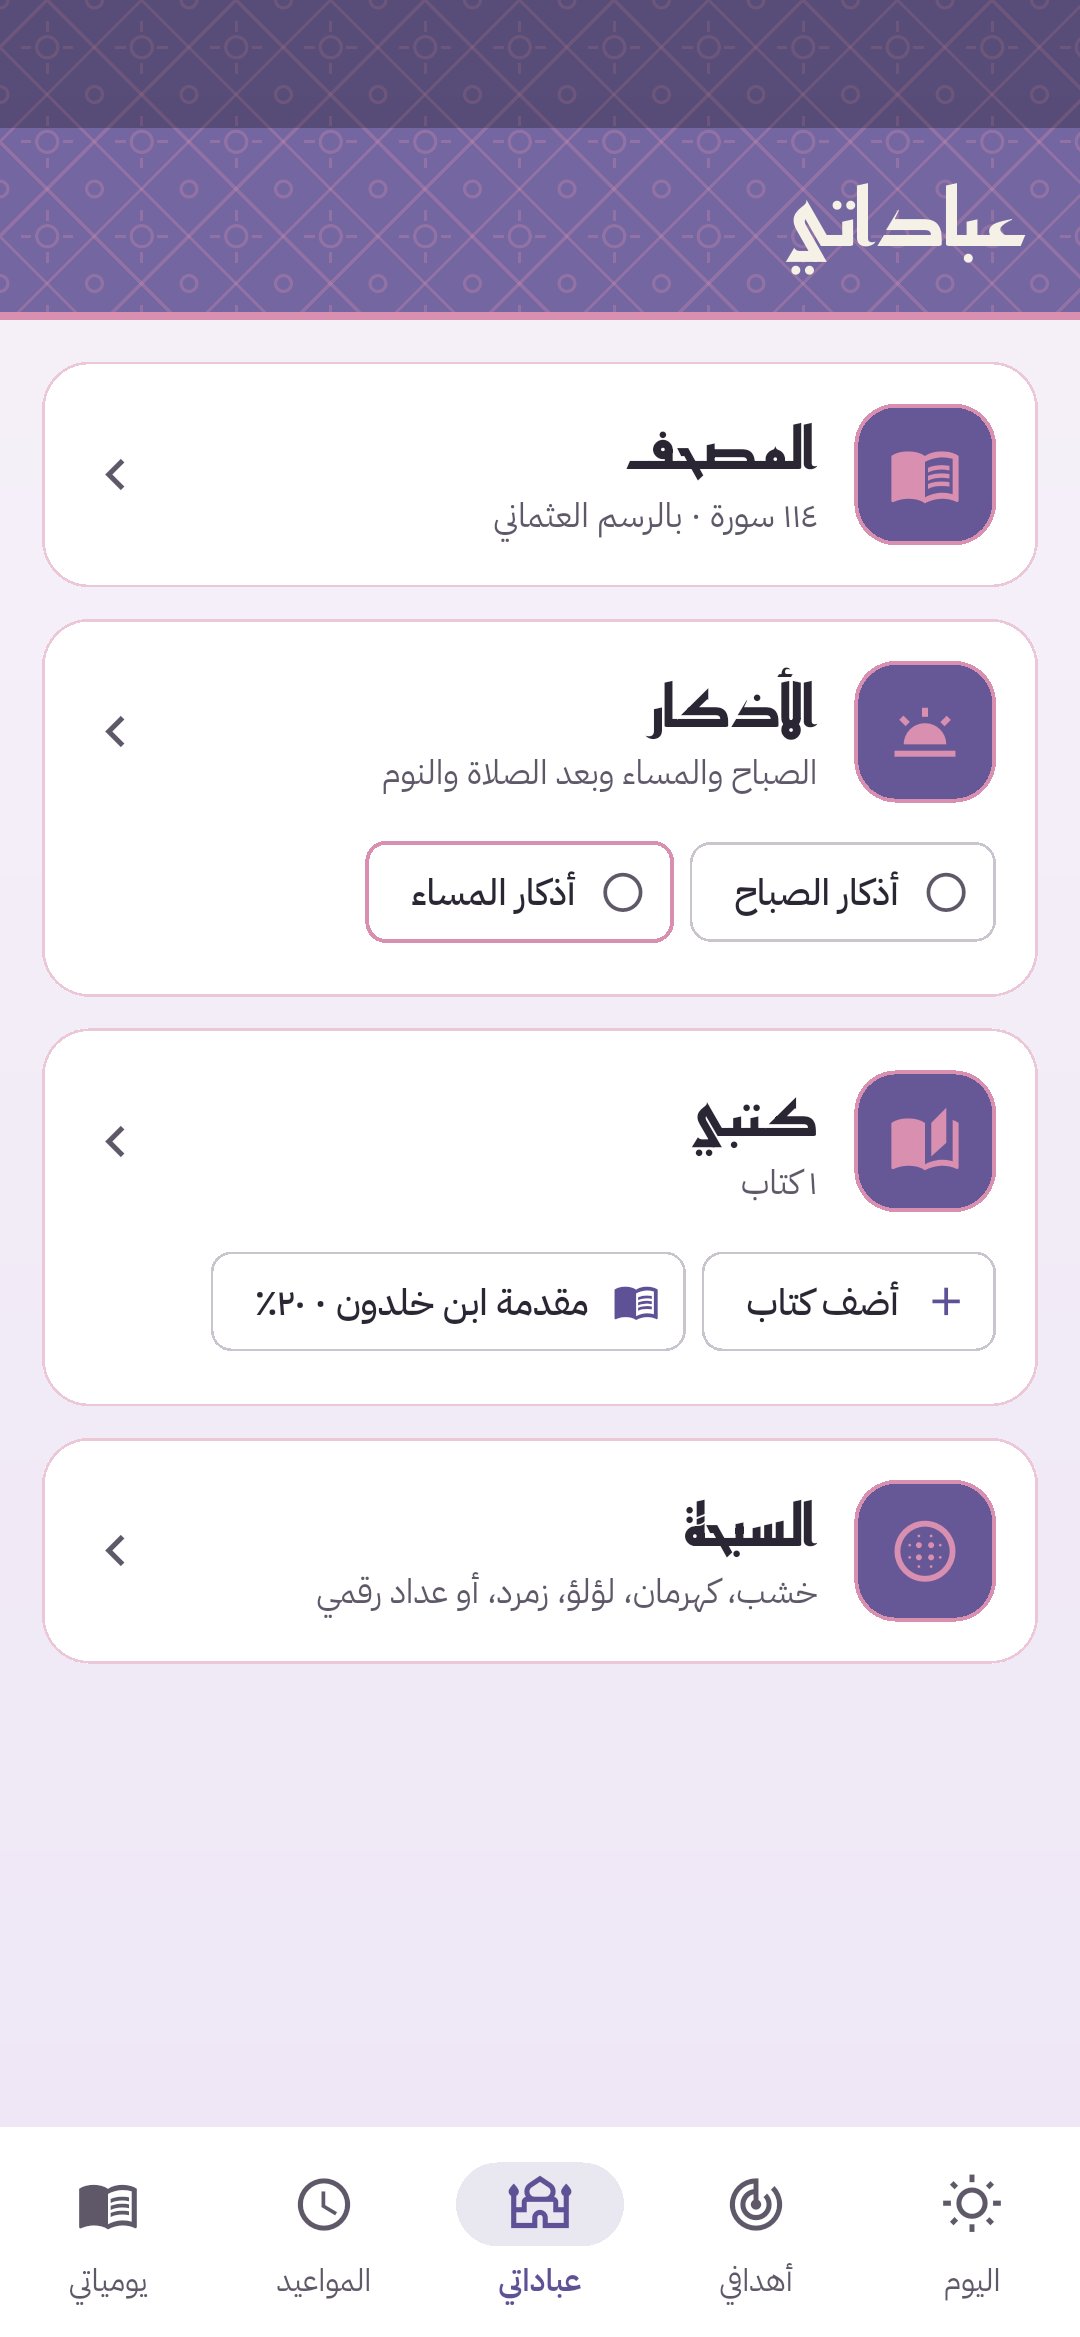 عباداتي
المصحف
١١٤ سورة · بالرسم العثماني
الأذكار
الصباح والمساء وبعد الصلاة والنوم
أذكار الصباح
أذكار المساء
كتبي
١ كتاب
أضف كتاب
مقدمة ابن خلدون · ٢٠٪
السبحة
خشب، كهرمان، لؤلؤ، زمرد، أو عداد رقمي
اليوم
أهدافي
عباداتي
المواعيد
يومياتي